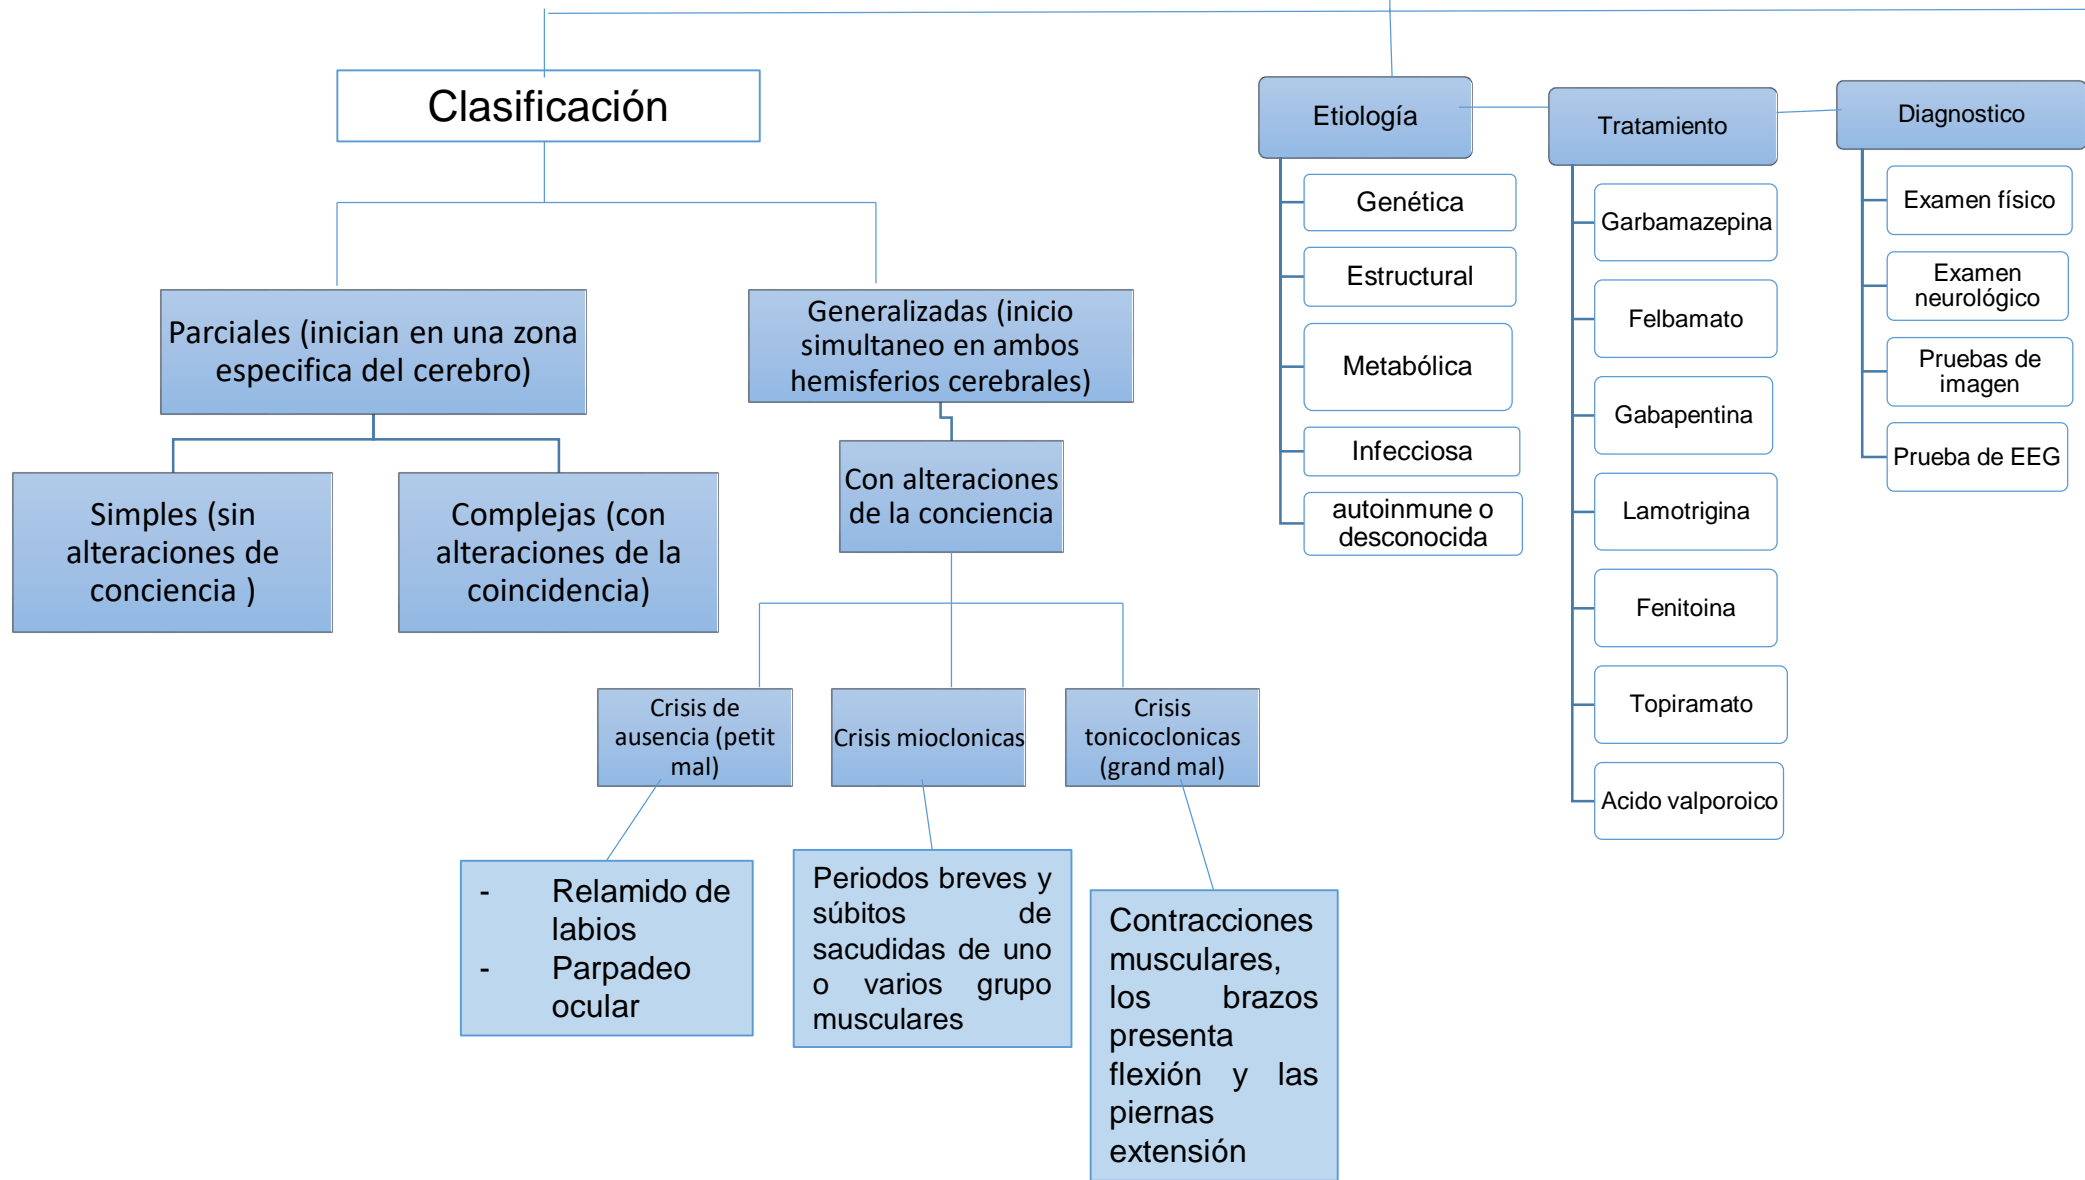 Clasificación
Parciales (inician en una zona
especifica del cerebro)
Simples (sin
alteraciones de
conciencia )
Complejas (con
alteraciones de la
coincidencia)
Generalizadas (inicio
simultaneo en ambos
hemisferios cerebrales)
Con alteraciones
de la conciencia
Crisis de
ausencia (petit
mal)
- Relamido de
labios
- Parpadeo
ocular
Crisis mioclonicas
Periodos breves y
súbitos de
sacudidas de uno
o varios grupo
musculares
Crisis
tonicoclonicas
(grand mal)
Contracciones
musculares,
los brazos
presenta
flexión y las
piernas
extensión
Etiología
Genética
Estructural
Metabólica
Infecciosa
autoinmune o
desconocida
Tratamiento
Garbamazepina
Felbamato
Gabapentina
Lamotrigina
Fenitoina
Topiramato
Acido valporoico
Diagnostico
Examen físico
Examen
neurológico
Pruebas de
imagen
Prueba de EEG